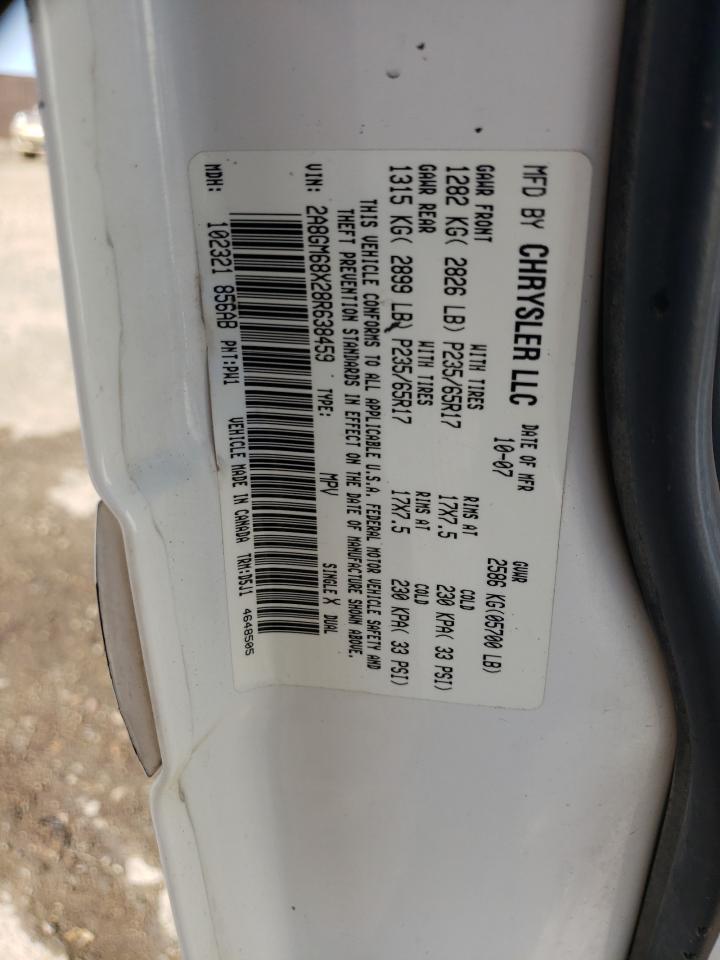 MFD BY CHRYSLER LLC DATE OF MFR GVWR
10-07 2586 KG(05700 LB)
GAWR FRONT WITH TIRES RIMS AT COLD
1282 KG( 2826 LB) P235/65R17 17X7.5 230 KPA( 33 PSI)
GAWR REAR WITH TIRES RIMS AT COLD
1315 KG( 2899 LB) P235/65R17 17X7.5 230 KPA( 33 PSI)
THIS VEHICLE CONFORMS TO ALL APPLICABLE U.S.A. FEDERAL MOTOR VEHICLE SAFETY AND
THEFT PREVENTION STANDARDS IN EFFECT ON THE DATE OF MANUFACTURE SHOWN ABOVE.
VIN: 2A8GM68X28R638459 TYPE: MPV SINGLE X DUAL
MDH: 102321 856AB PNT:PW1 VEHICLE MADE IN CANADA TRM:D5J1 4648505